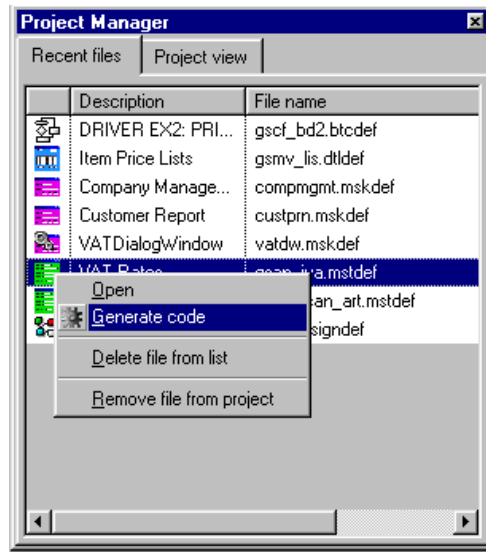 Project Manager
Recent files Project view
Description File name
DRIVER EX2: PRI... gscf_bd2.btcdef
Item Price Lists gsmv_lis.dtldef
Company Manage... compmgmt.mskdef
Customer Report custprn.mskdef
VATDialogWindow vatdw.mskdef
VAT Rates .mstdef
Open
an_art.mstdef
Generate code
signdef
Delete file from list
Remove file from project